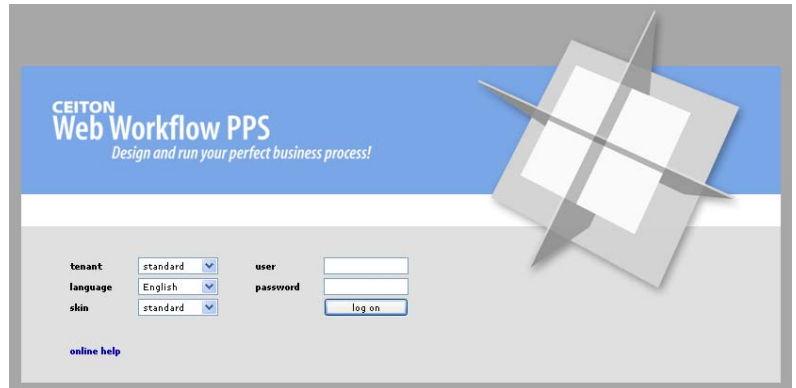 CEITON
Web Workflow PPS
Design and run your perfect business process!
tenant standard user
language English password
skin standard log on
online help